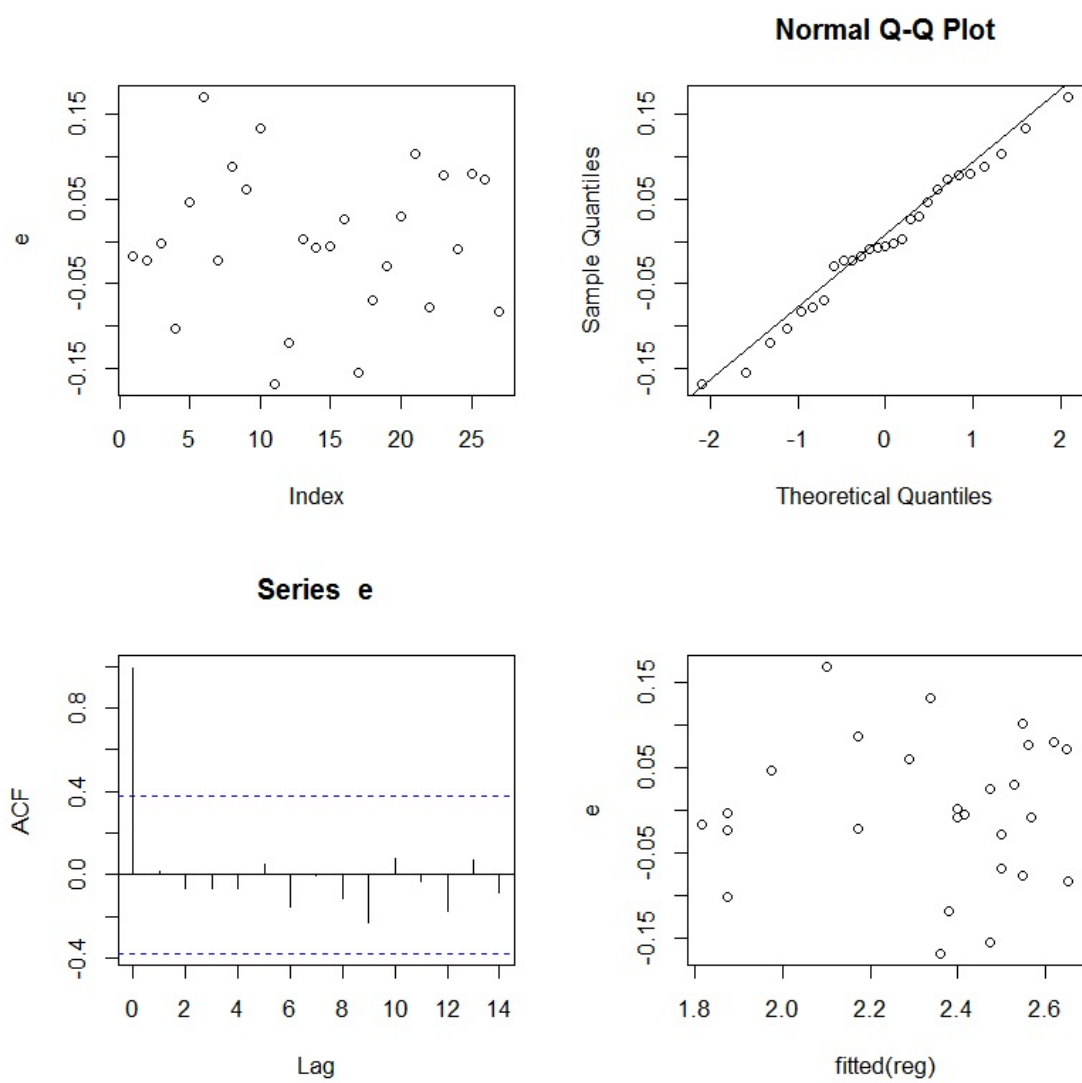 Normal Q-Q Plot
e
0.15
0.05
-0.05
-0.15
0 5 10 15 20 25
Index
Sample Quantiles
0.15
0.05
-0.05
-0.15
-2 -1 0 1 2
Theoretical Quantiles
Series e
ACF
0.8
0.4
0.0
-0.4
0 2 4 6 8 10 12 14
Lag
e
0.15
0.05
-0.05
-0.15
1.8 2.0 2.2 2.4 2.6
fitted(reg)